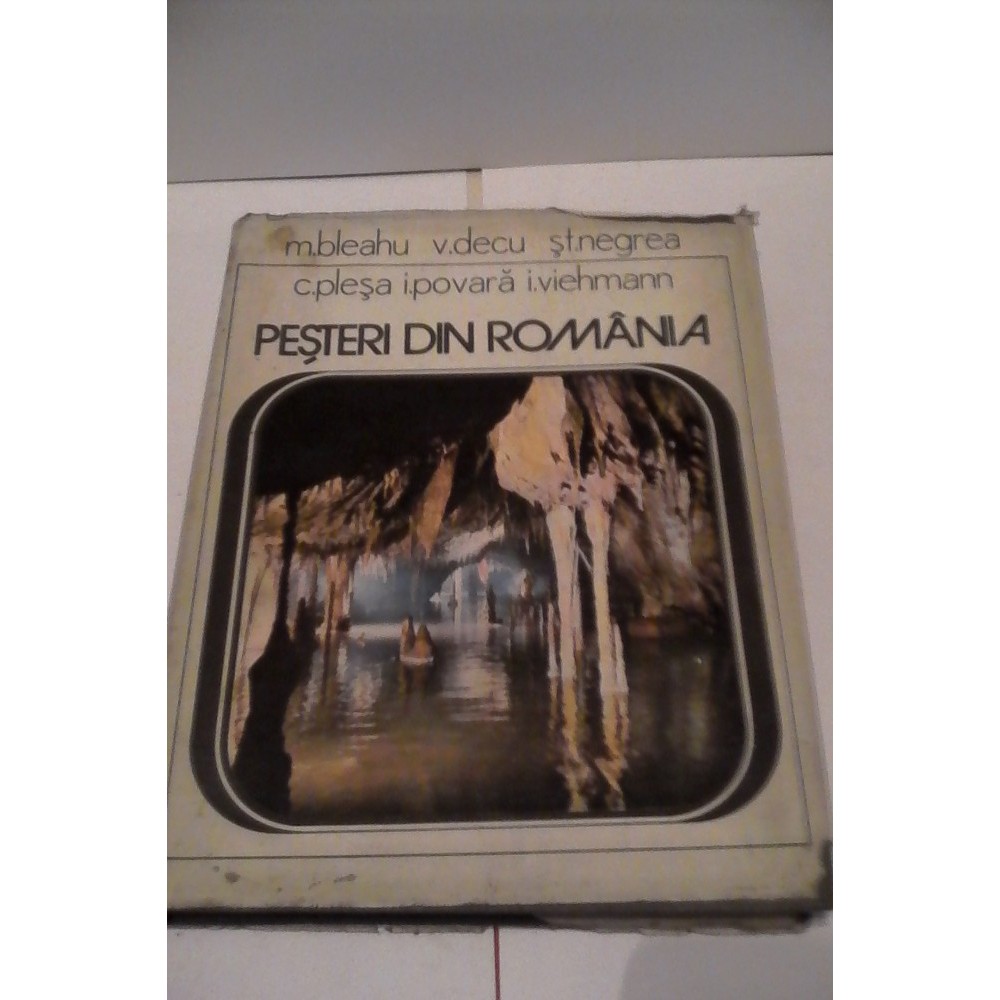 m.bleahu v.decu şt.negrea
c.pleşa i.povară i.viehmann
PEŞTERI DIN ROMÂNIA